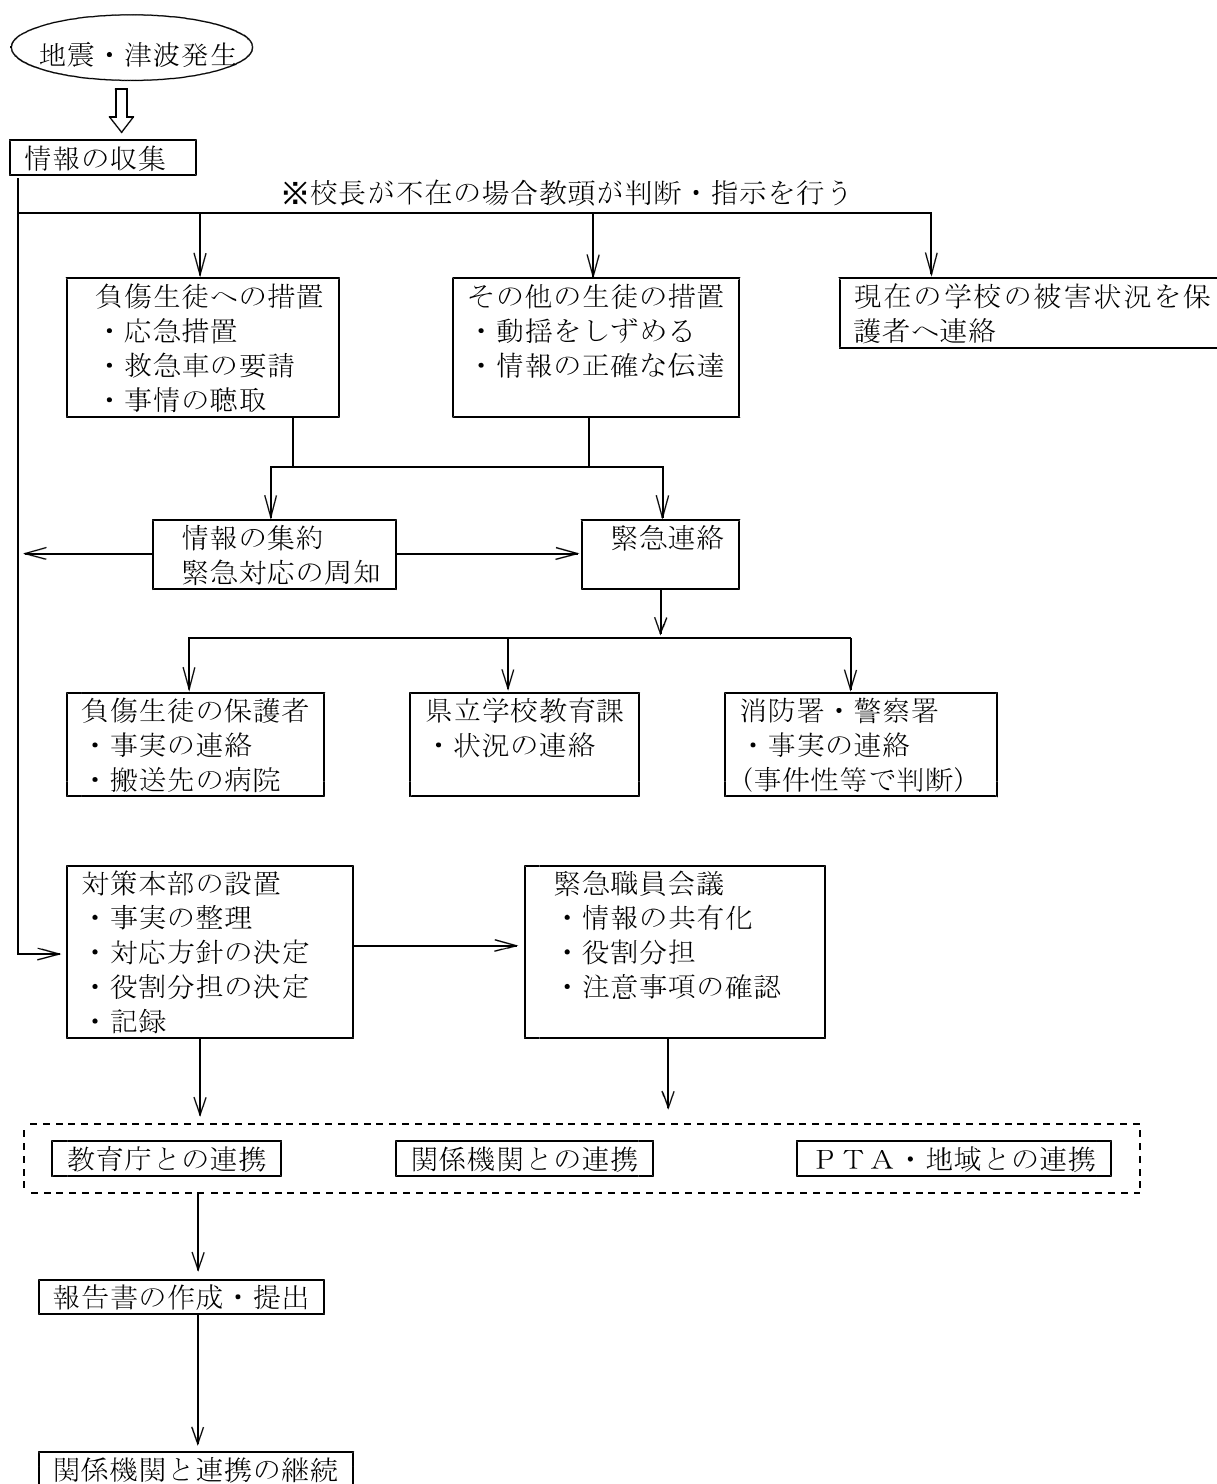 地震・津波発生
情報の収集
※校長が不在の場合教頭が判断・指示を行う
負傷生徒への措置
・応急措置
・救急車の要請
・事情の聴取
その他の生徒の措置
・動揺をしずめる
・情報の正確な伝達
現在の学校の被害状況を保
護者へ連絡
情報の集約
緊急対応の周知
緊急連絡
負傷生徒の保護者
・事実の連絡
・搬送先の病院
県立学校教育課
・状況の連絡
消防署・警察署
・事実の連絡
(事件性等で判断)
対策本部の設置
・事実の整理
・対応方針の決定
・役割分担の決定
・記録
緊急職員会議
・情報の共有化
・役割分担
・注意事項の確認
教育庁との連携
関係機関との連携
ＰＴＡ・地域との連携
報告書の作成・提出
関係機関と連携の継続